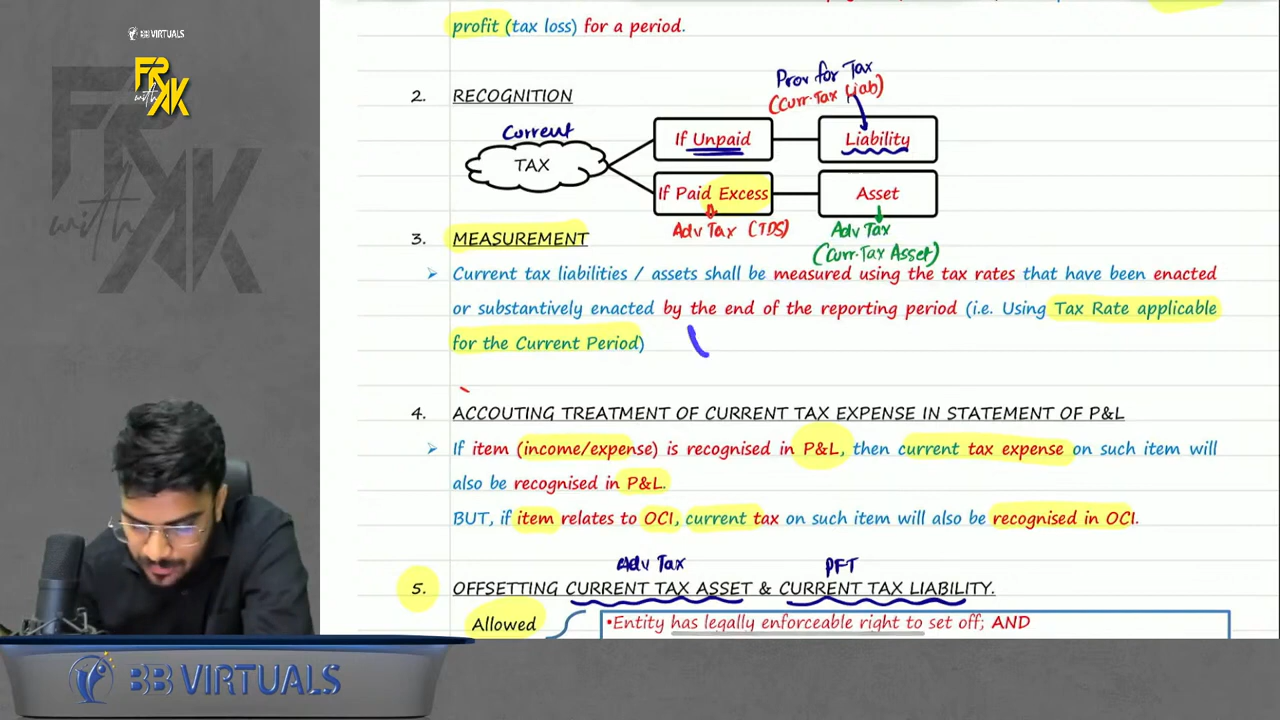 BB VIRTUALS
FR
with AK
FR
with AK
profit (tax loss) for a period.
Prov for Tax
(Curr. Tax Liab)
2. RECOGNITION
Current
TAX
If Unpaid
Liability
If Paid Excess
Asset
Adv Tax (TDS)
Adv Tax
(Curr. Tax Asset)
3. MEASUREMENT
➢ Current tax liabilities / assets shall be measured using the tax rates that have been enacted
or substantively enacted by the end of the reporting period (i.e. Using Tax Rate applicable
for the Current Period)
4. ACCOUTING TREATMENT OF CURRENT TAX EXPENSE IN STATEMENT OF P&L
➢ If item (income/expense) is recognised in P&L, then current tax expense on such item will
also be recognised in P&L.
BUT, if item relates to OCI, current tax on such item will also be recognised in OCI.
Adv Tax PFT
5. OFFSETTING CURRENT TAX ASSET & CURRENT TAX LIABILITY.
Allowed
•Entity has legally enforceable right to set off; AND
BB VIRTUALS